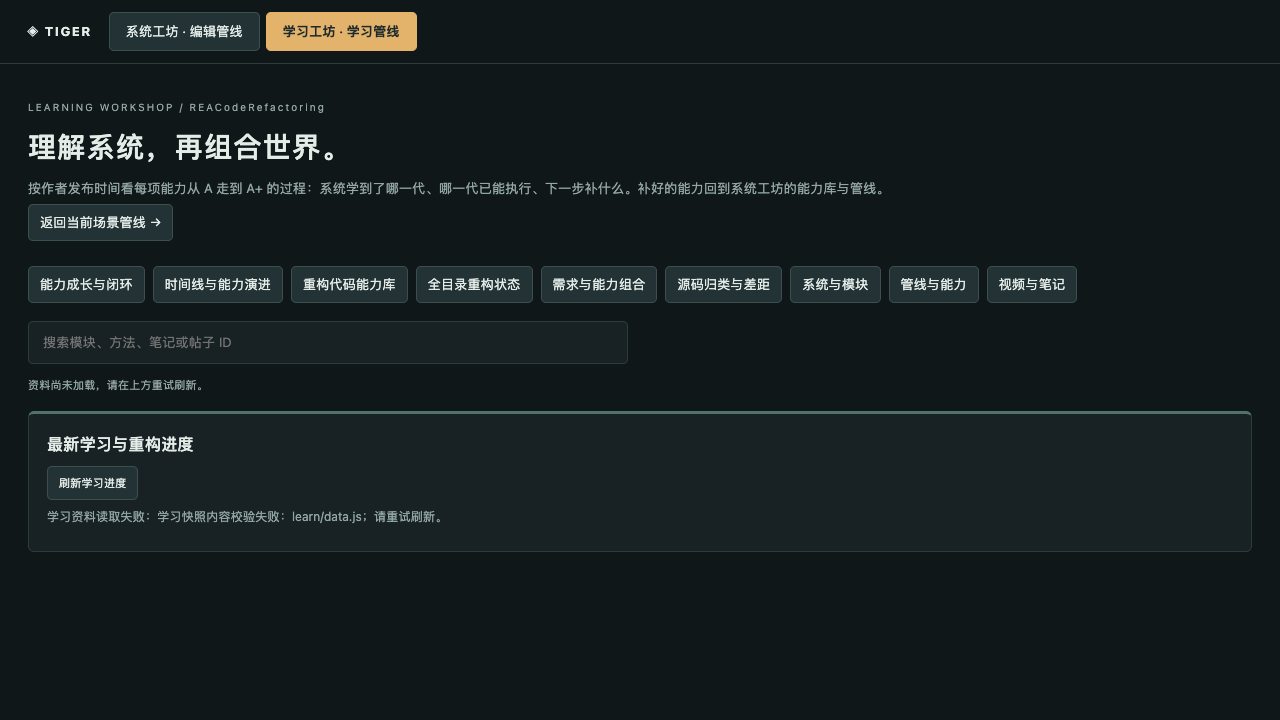 ◈ TIGER
系统工坊 · 编辑管线
学习工坊 · 学习管线
LEARNING WORKSHOP / REACodeRefactoring
理解系统，再组合世界。
按作者发布时间看每项能力从 A 走到 A+ 的过程：系统学到了哪一代、哪一代已能执行、下一步补什么。补好的能力回到系统工坊的能力库与管线。
返回当前场景管线 →
能力成长与闭环
时间线与能力演进
重构代码能力库
全目录重构状态
需求与能力组合
源码归类与差距
系统与模块
管线与能力
视频与笔记
搜索模块、方法、笔记或帖子 ID
资料尚未加载，请在上方重试刷新。
最新学习与重构进度
刷新学习进度
学习资料读取失败：学习快照内容校验失败：learn/data.js；请重试刷新。